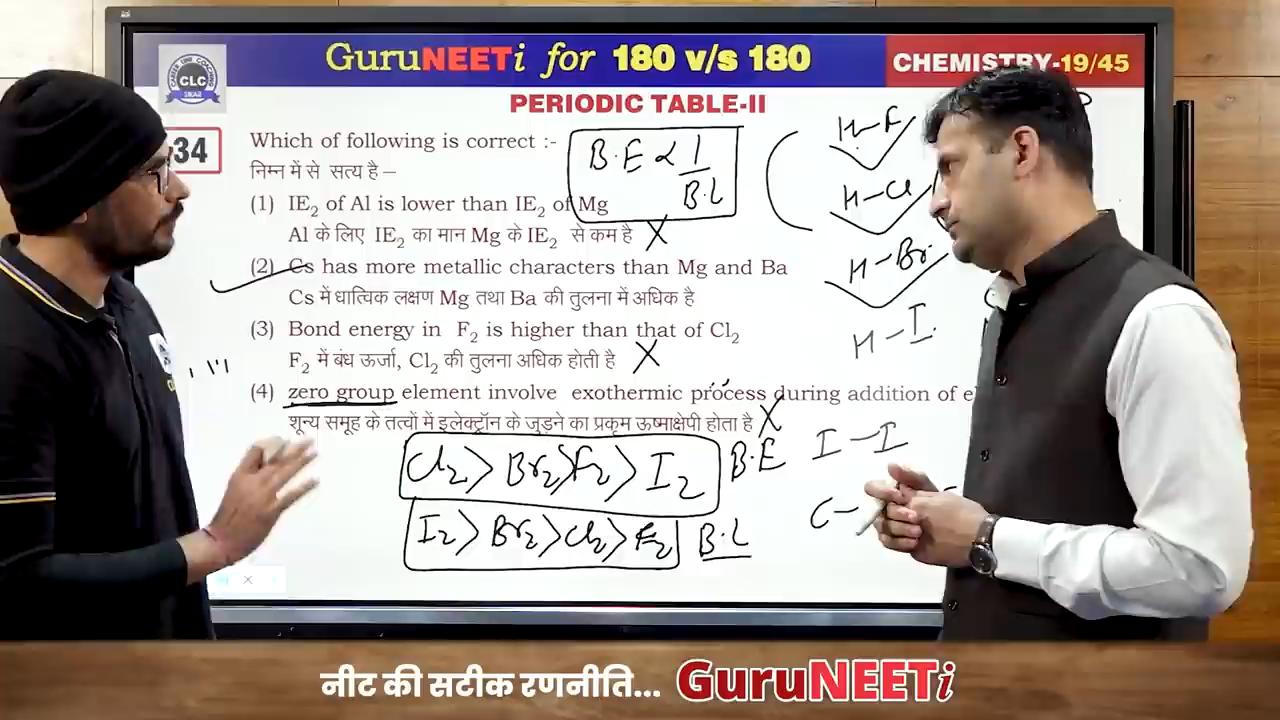 GuruNEETi for 180 v/s 180
CHEMISTRY-19/45
CLC
SIKAR
PERIODIC TABLE-II
34
Which of following is correct :-
निम्न में से सत्य है –
(1) IE₂ of Al is lower than IE₂ of Mg
Al के लिए IE₂ का मान Mg के IE₂ से कम है X
(2) Cs has more metallic characters than Mg and Ba
Cs में धात्विक लक्षण Mg तथा Ba की तुलना में अधिक है
(3) Bond energy in F₂ is higher than that of Cl₂
F₂ में बंध ऊर्जा, Cl₂ की तुलना अधिक होती है X
(4) zero group element involve exothermic process during addition of
शून्य समूह के तत्वों में इलेक्ट्रॉन के जुड़ने का प्रक्रम ऊष्माक्षेपी होता है X
B.E ∝ 1/B.L
H-F
H-Cl
H-Br
H-I
Cl₂ > Br₂ > F₂ > I₂ B.E
I₂ > Br₂ > Cl₂ > F₂ B.L
I-I
नीट की सटीक रणनीति... GuruNEETi